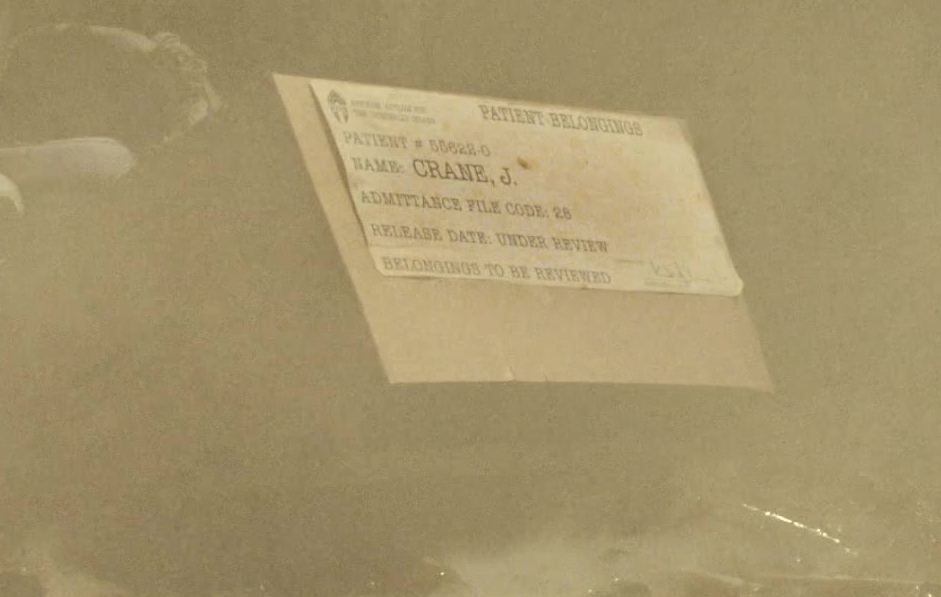 PATIENT BELONGINGS
PATIENT # 55622-0
NAME: CRANE, J.
ADMITTANCE FILE CODE: 28
RELEASE DATE: UNDER REVIEW
BELONGINGS TO BE REVIEWED